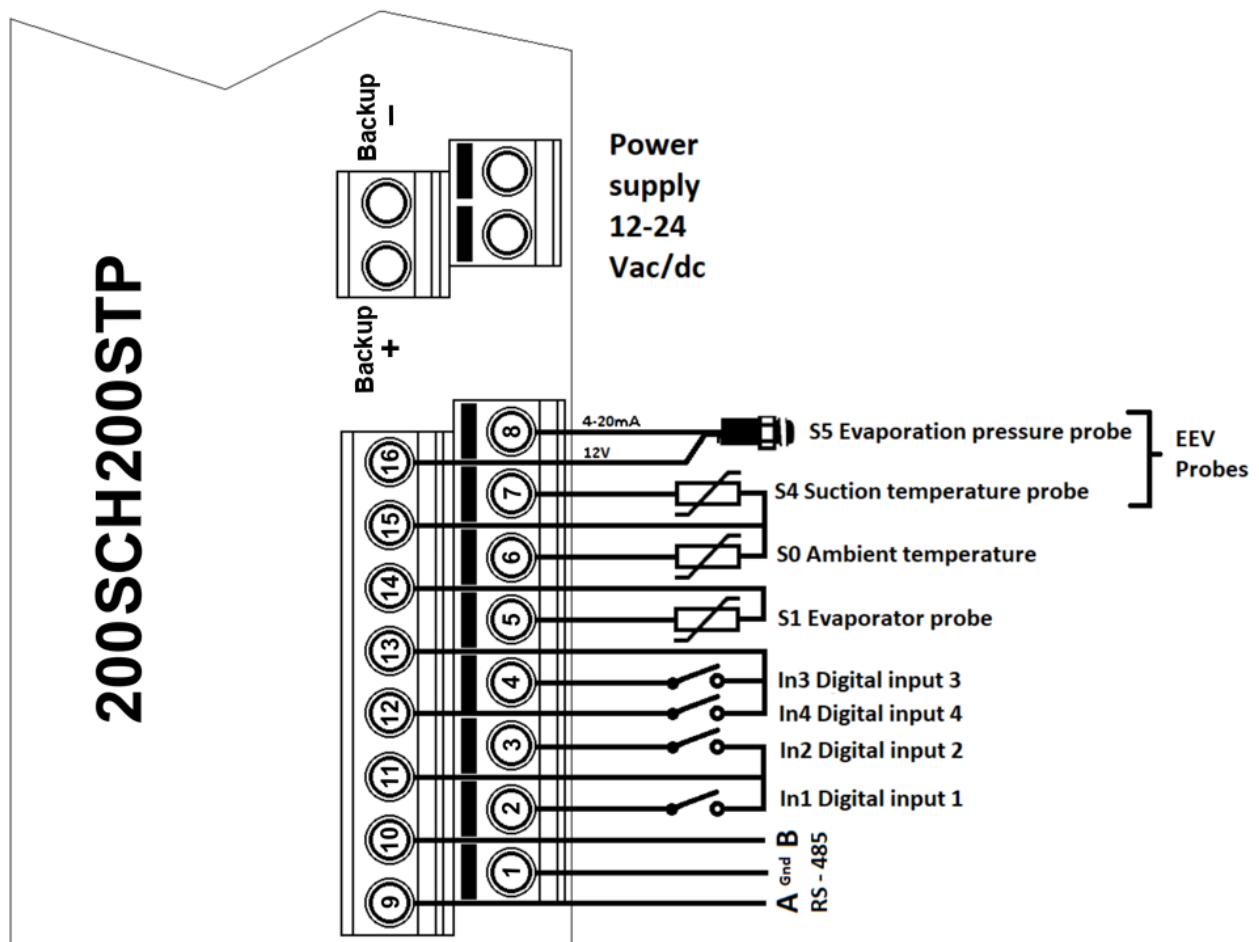 200SCH200STP
Backup
−
Backup
+
Power
supply
12-24
Vac/dc
8
4-20mA
S5 Evaporation pressure probe
EEV
Probes
16
12V
7
S4 Suction temperature probe
15
6
S0 Ambient temperature
14
5
S1 Evaporator probe
13
4
In3 Digital input 3
12
In4 Digital input 4
3
In2 Digital input 2
11
2
In1 Digital input 1
10
B
1
Gnd
9
A
RS - 485